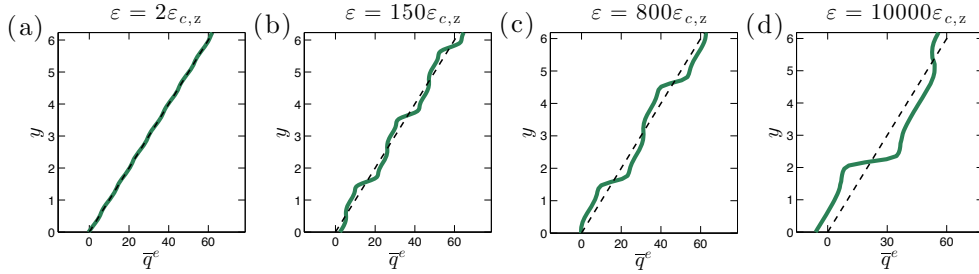 (a) ε = 2ε_{c,z} (b) ε = 150ε_{c,z} (c) ε = 800ε_{c,z} (d) ε = 10000ε_{c,z}
6 6 6 6
5 5 5 5
4 4 4 4
y 3 y 3 y 3 y 3
2 2 2 2
1 1 1 1
0 0 0 0
0 20 40 60 0 20 40 60 0 20 40 60 0 30 60
q̅^e q̅^e q̅^e q̅^e